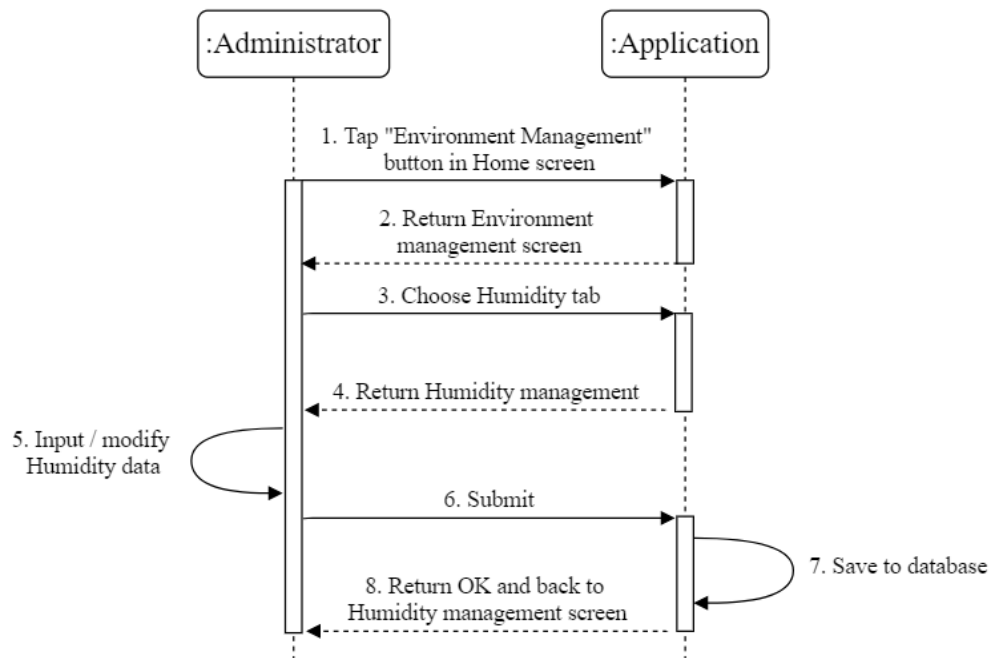 :Administrator
:Application
1. Tap "Environment Management"
button in Home screen
2. Return Environment
management screen
3. Choose Humidity tab
4. Return Humidity management
5. Input / modify
Humidity data
6. Submit
7. Save to database
8. Return OK and back to
Humidity management screen